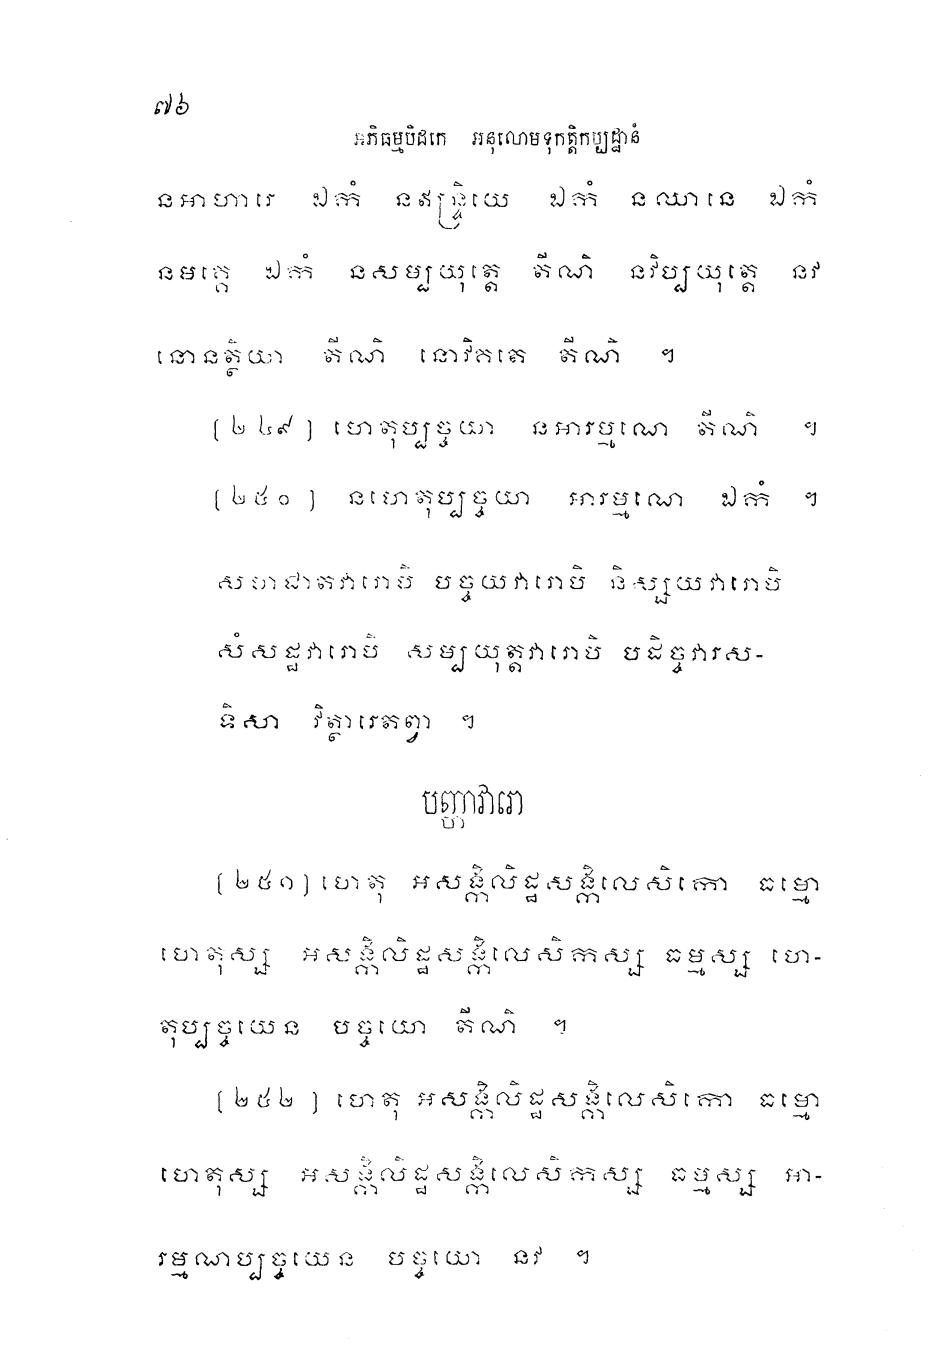 ៧៦
អភិធម្មបិដកេ អនុលោមទុកត្តិកប្បដ្ឋានំ
នអាហារេ ឯកំ នឥន្ទ្រិយេ ឯកំ នឈានេ ឯកំ
នមគ្គេ ឯកំ នសម្បយុត្តេ តីណិ នវិប្បយុត្តេ នវ
នោនត្ថិយា តីណិ នោវិគតេ តីណិ ។
[២៤៩] ហេតុប្បច្ចយា នអារម្មណេ តីណិ ។
[២៥០] នហេតុប្បច្ចយា អារម្មណេ ឯកំ ។
សហជាតវារោបិ បច្ចយវារោបិ និស្សយវារោបិ
សំសដ្ឋវារោបិ សម្បយុត្តវារោបិ បដិច្ចវារស-
ទិសា វិត្ថារេតព្វា ។
បញ្ហាវារោ
[២៥១] ហេតុ អសង្កិលិដ្ឋសង្កិលេសិកោ ធម្មោ
ហេតុស្ស អសង្កិលិដ្ឋសង្កិលេសិកស្ស ធម្មស្ស ហេ-
តុប្បច្ចយេន បច្ចយោ តីណិ ។
[២៥២] ហេតុ អសង្កិលិដ្ឋសង្កិលេសិកោ ធម្មោ
ហេតុស្ស អសង្កិលិដ្ឋសង្កិលេសិកស្ស ធម្មស្ស អា-
រម្មណប្បច្ចយេន បច្ចយោ នវ ។